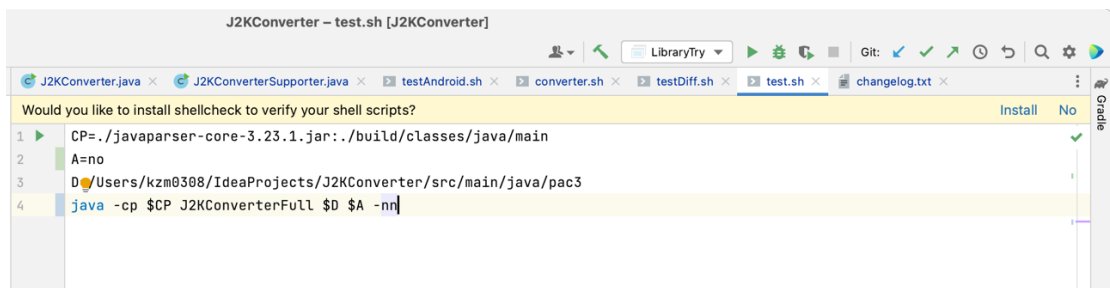 J2KConverter – test.sh [J2KConverter]
LibraryTry Git:
J2KConverter.java J2KConverterSupporter.java testAndroid.sh converter.sh testDiff.sh test.sh changelog.txt
Would you like to install shellcheck to verify your shell scripts? Install No
Gradle
1 CP=./javaparser-core-3.23.1.jar:./build/classes/java/main
2 A=no
3 D /Users/kzm0308/IdeaProjects/J2KConverter/src/main/java/pac3
4 java -cp $CP J2KConverterFull $D $A -nn